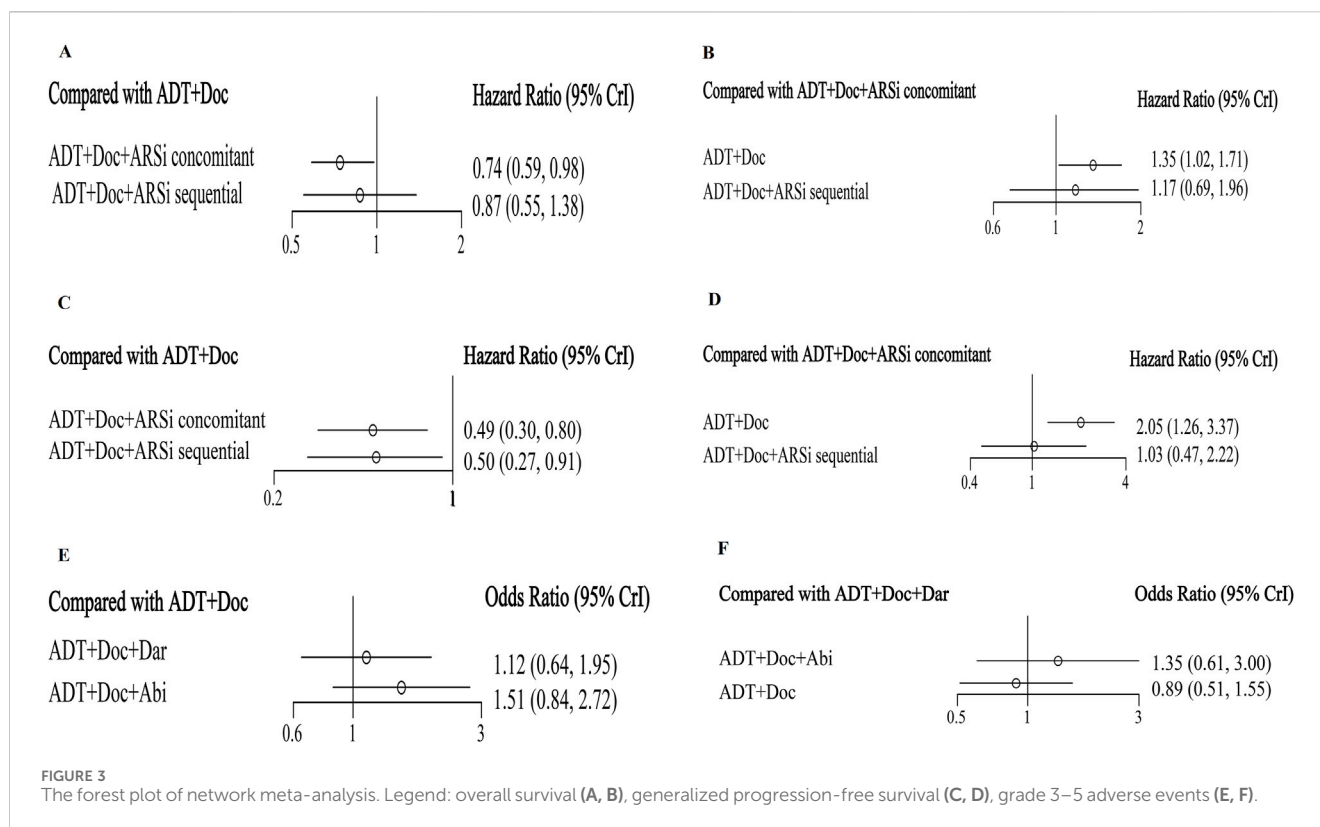 A
Compared with ADT+Doc
Hazard Ratio (95% CrI)
ADT+Doc+ARSi concomitant
0.74 (0.59, 0.98)
ADT+Doc+ARSi sequential
0.87 (0.55, 1.38)
0.5 1 2
B
Compared with ADT+Doc+ARSi concomitant
Hazard Ratio (95% CrI)
ADT+Doc
1.35 (1.02, 1.71)
ADT+Doc+ARSi sequential
1.17 (0.69, 1.96)
0.6 1 2
C
Compared with ADT+Doc
Hazard Ratio (95% CrI)
ADT+Doc+ARSi concomitant
0.49 (0.30, 0.80)
ADT+Doc+ARSi sequential
0.50 (0.27, 0.91)
0.2 1
D
Compared with ADT+Doc+ARSi concomitant
Hazard Ratio (95% CrI)
ADT+Doc
2.05 (1.26, 3.37)
ADT+Doc+ARSi sequential
1.03 (0.47, 2.22)
0.4 1 4
E
Compared with ADT+Doc
Odds Ratio (95% CrI)
ADT+Doc+Dar
1.12 (0.64, 1.95)
ADT+Doc+Abi
1.51 (0.84, 2.72)
0.6 1 3
F
Compared with ADT+Doc+Dar
Odds Ratio (95% CrI)
ADT+Doc+Abi
1.35 (0.61, 3.00)
ADT+Doc
0.89 (0.51, 1.55)
0.5 1 3
FIGURE 3
The forest plot of network meta-analysis. Legend: overall survival (A, B), generalized progression-free survival (C, D), grade 3–5 adverse events (E, F).